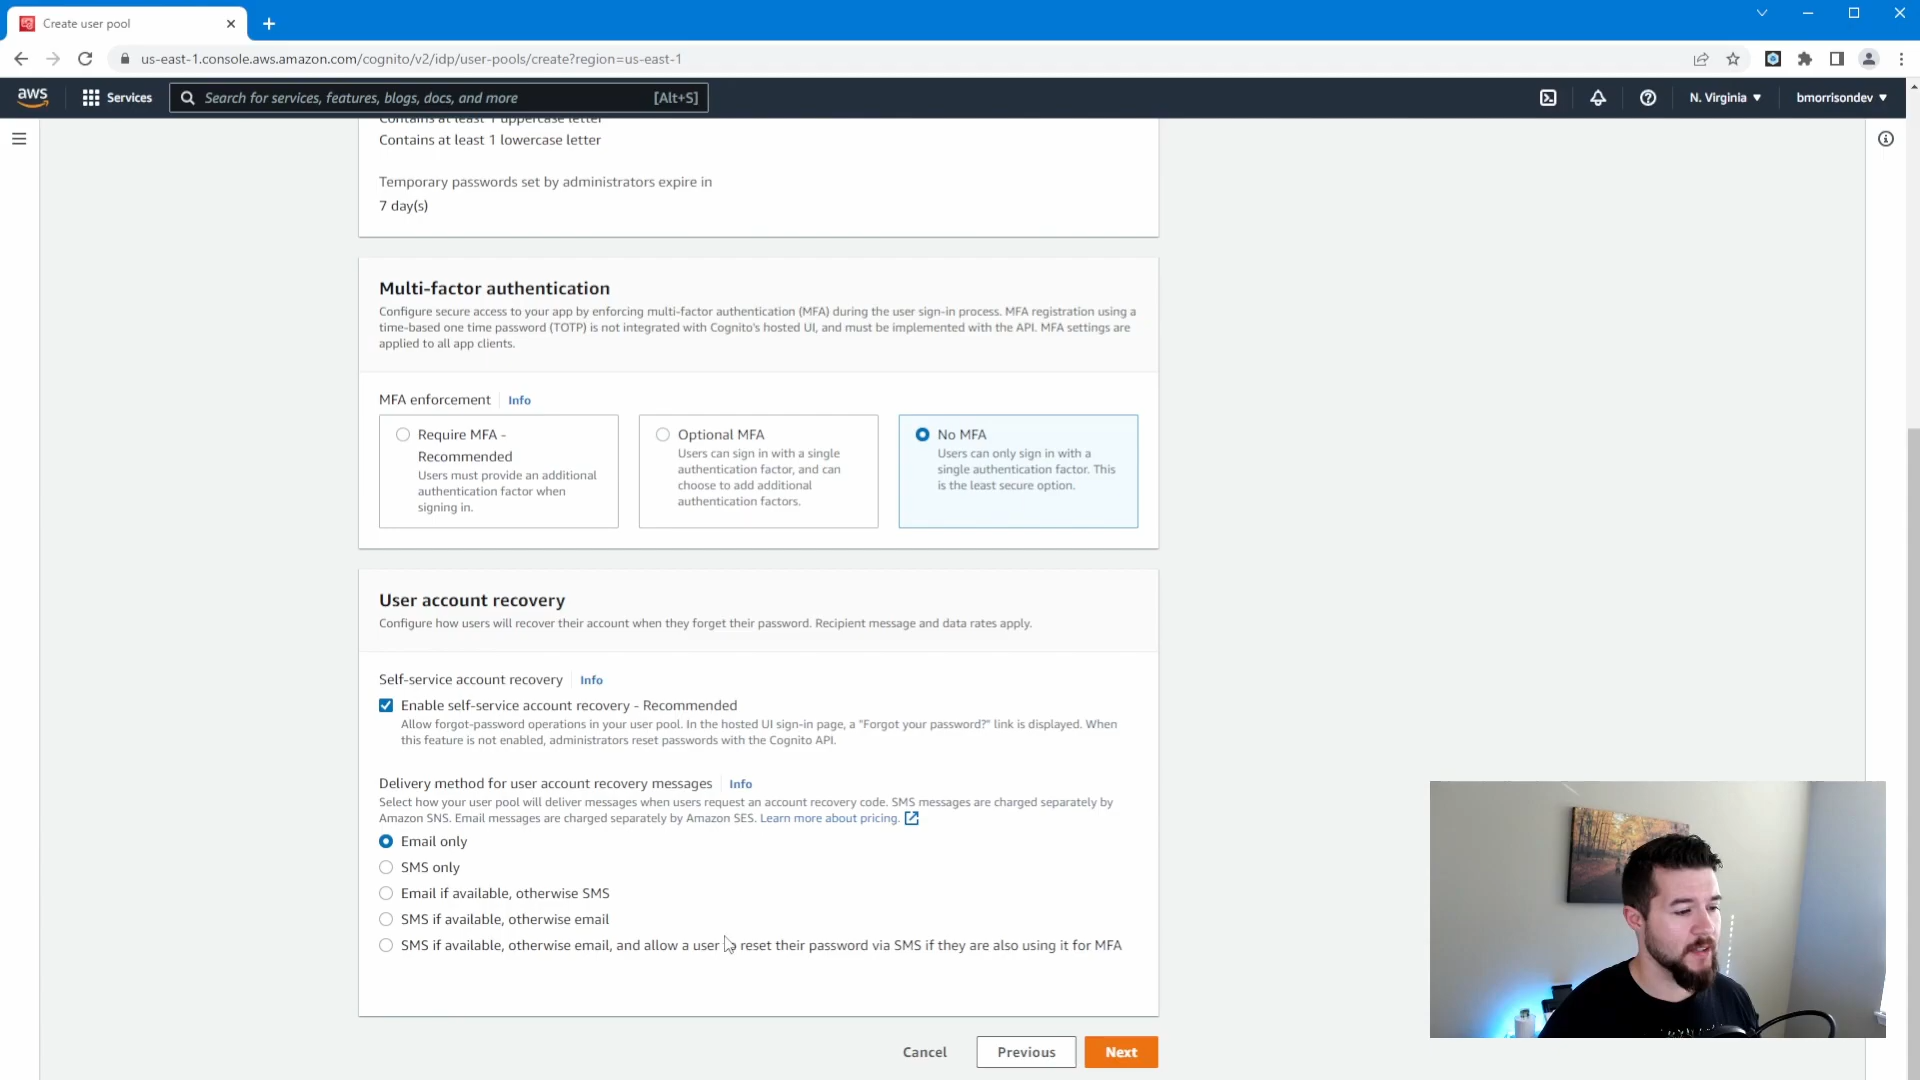 Create user pool
us-east-1.console.aws.amazon.com/cognito/v2/idp/user-pools/create?region=us-east-1
aws
Services
Search for services, features, blogs, docs, and more
[Alt+S]
N. Virginia
bmorrisondev
Contains at least 1 uppercase letter
Contains at least 1 lowercase letter
Temporary passwords set by administrators expire in
7 day(s)
Multi-factor authentication
Configure secure access to your app by enforcing multi-factor authentication (MFA) during the user sign-in process. MFA registration using a
time-based one time password (TOTP) is not integrated with Cognito's hosted UI, and must be implemented with the API. MFA settings are
applied to all app clients.
MFA enforcement
Info
Require MFA -
Recommended
Users must provide an additional
authentication factor when
signing in.
Optional MFA
Users can sign in with a single
authentication factor, and can
choose to add additional
authentication factors.
No MFA
Users can only sign in with a
single authentication factor. This
is the least secure option.
User account recovery
Configure how users will recover their account when they forget their password. Recipient message and data rates apply.
Self-service account recovery
Info
Enable self-service account recovery - Recommended
Allow forgot-password operations in your user pool. In the hosted UI sign-in page, a "Forgot your password?" link is displayed. When
this feature is not enabled, administrators reset passwords with the Cognito API.
Delivery method for user account recovery messages
Info
Select how your user pool will deliver messages when users request an account recovery code. SMS messages are charged separately by
Amazon SNS. Email messages are charged separately by Amazon SES. Learn more about pricing.
Email only
SMS only
Email if available, otherwise SMS
SMS if available, otherwise email
SMS if available, otherwise email, and allow a user to reset their password via SMS if they are also using it for MFA
Cancel
Previous
Next